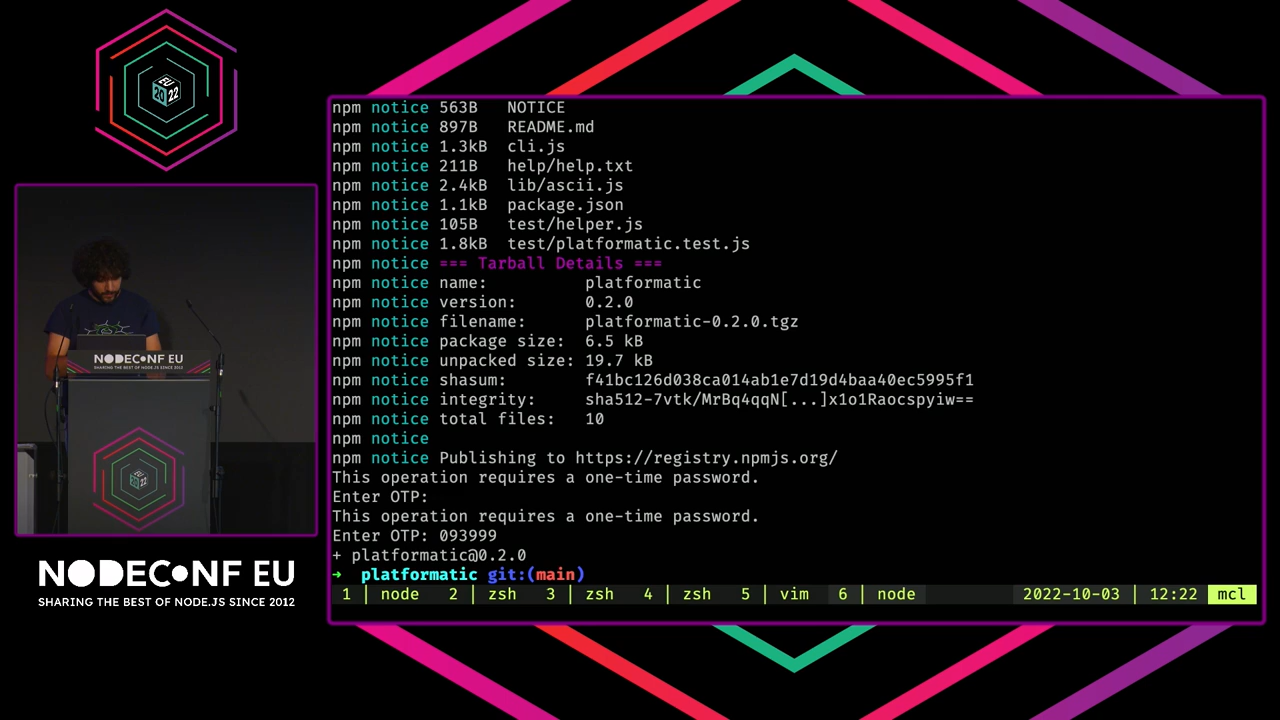 EU
20
22
npm notice 563B NOTICE
npm notice 897B README.md
npm notice 1.3kB cli.js
npm notice 211B help/help.txt
npm notice 2.4kB lib/ascii.js
npm notice 1.1kB package.json
npm notice 105B test/helper.js
npm notice 1.8kB test/platformatic.test.js
npm notice === Tarball Details ===
npm notice name: platformatic
npm notice version: 0.2.0
npm notice filename: platformatic-0.2.0.tgz
npm notice package size: 6.5 kB
npm notice unpacked size: 19.7 kB
npm notice shasum: f41bc126d038ca014ab1e7d19d4baa40ec5995f1
npm notice integrity: sha512-7vtk/MrBq4qqN[...]x1o1Raocspyiw==
npm notice total files: 10
npm notice
npm notice Publishing to https://registry.npmjs.org/
This operation requires a one-time password.
Enter OTP:
This operation requires a one-time password.
Enter OTP: 093999
+ platformatic@0.2.0
→ platformatic git:(main)
1 | node 2 | zsh 3 | zsh 4 | zsh 5 | vim 6 | node 2022-10-03 | 12:22 mcl
NODECONF EU
SHARING THE BEST OF NODE.JS SINCE 2012
NODECONF EU
SHARING THE BEST OF NODE.JS SINCE 2012